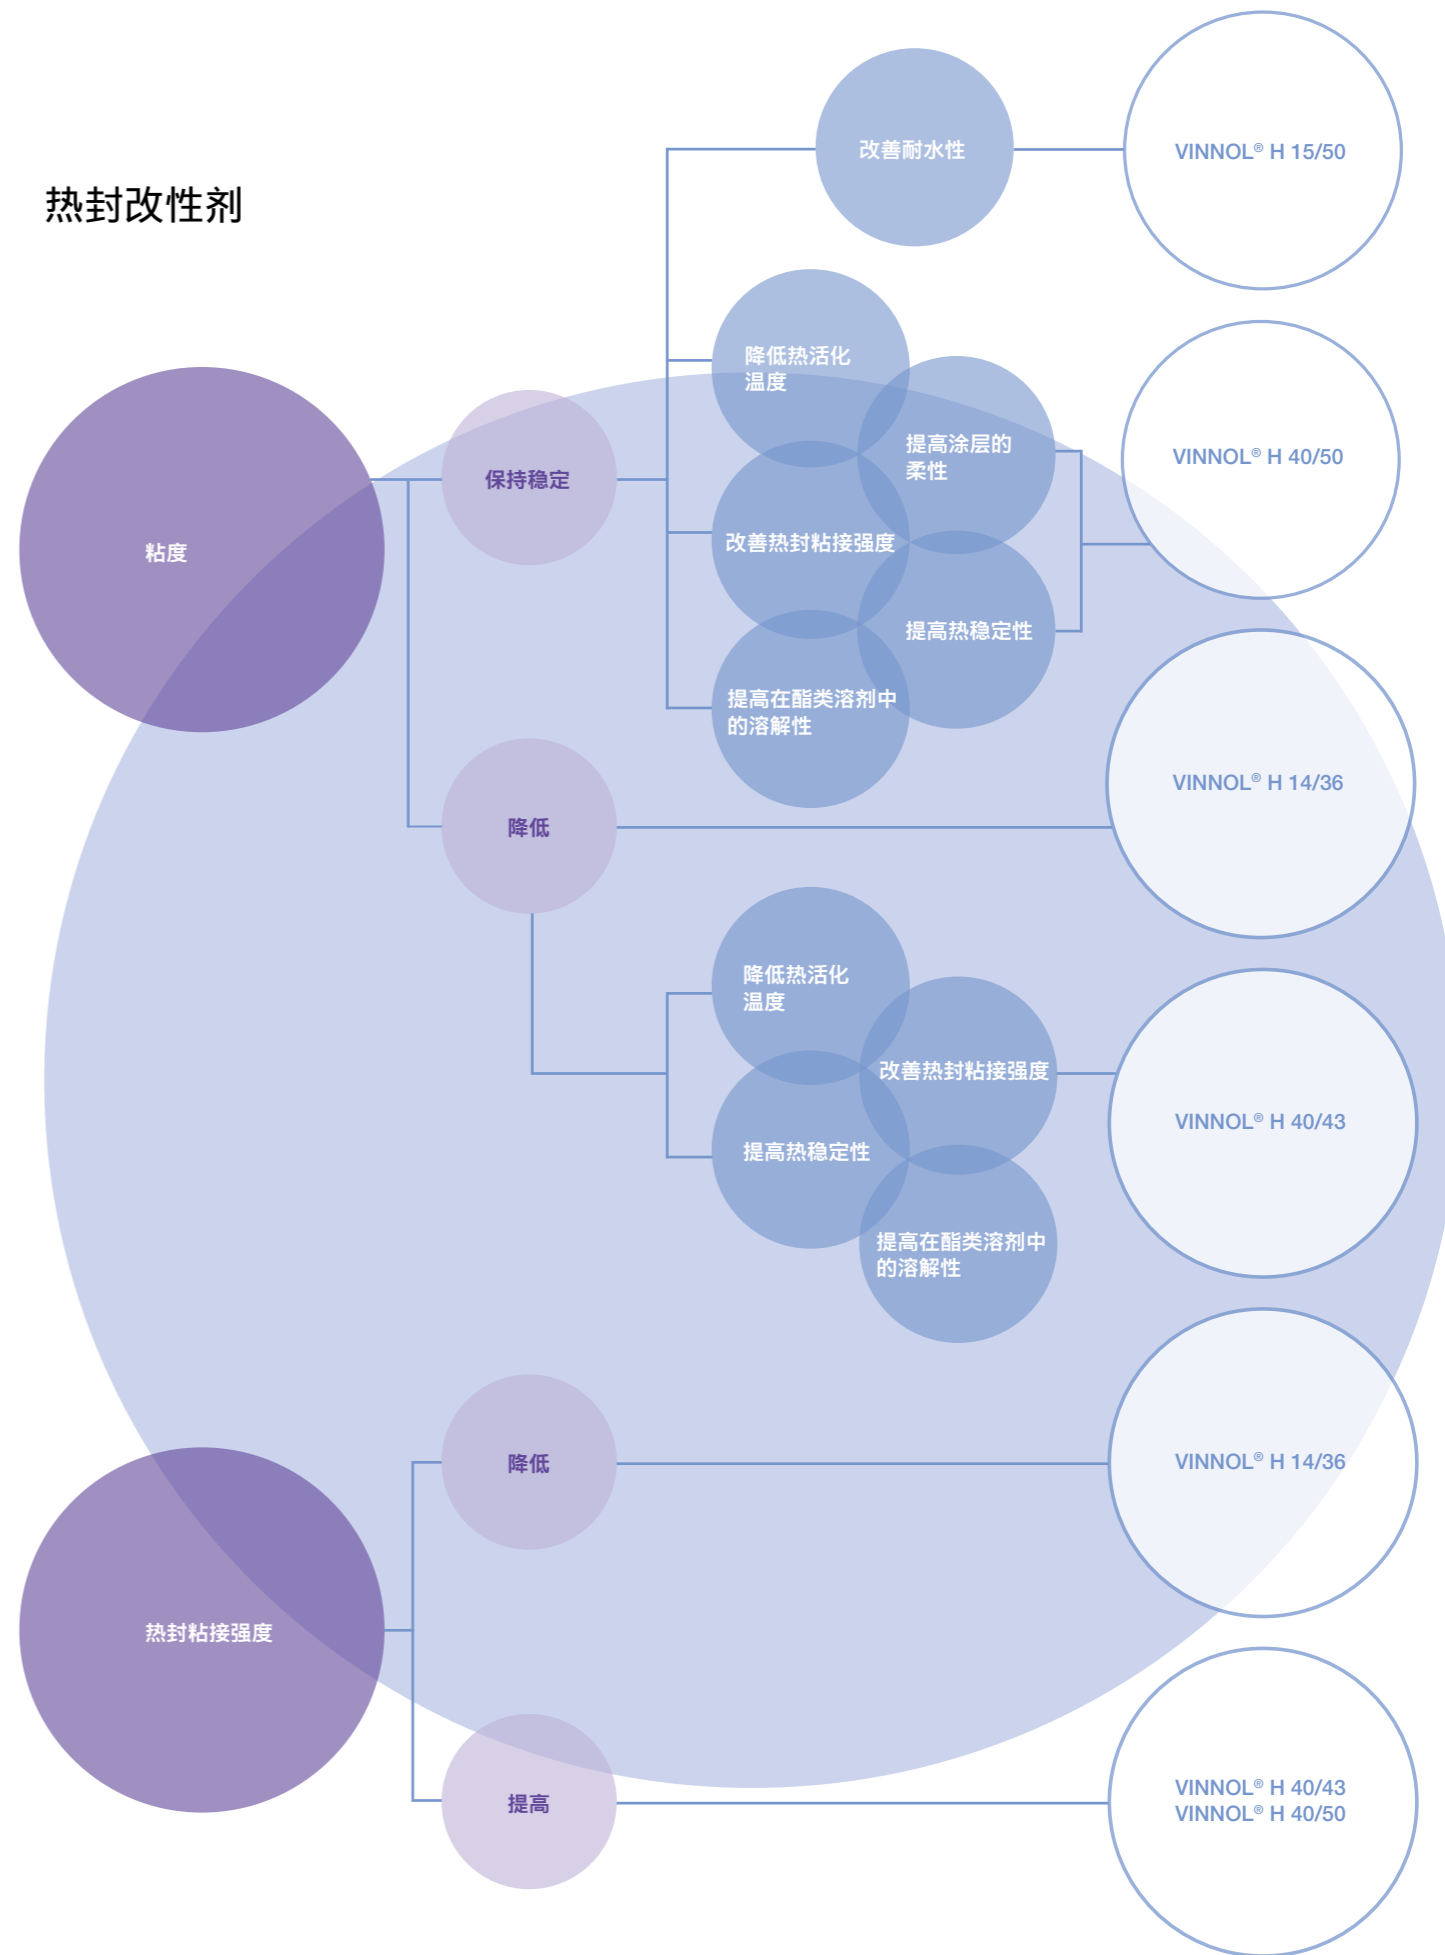 热封改性剂
改善耐水性
VINNOL® H 15/50
降低热活化
温度
提高涂层的
柔性
VINNOL® H 40/50
保持稳定
粘度
改善热封粘接强度
提高热稳定性
提高在酯类溶剂中
的溶解性
VINNOL® H 14/36
降低
降低热活化
温度
改善热封粘接强度
VINNOL® H 40/43
提高热稳定性
提高在酯类溶剂中
的溶解性
降低
VINNOL® H 14/36
热封粘接强度
提高
VINNOL® H 40/43
VINNOL® H 40/50